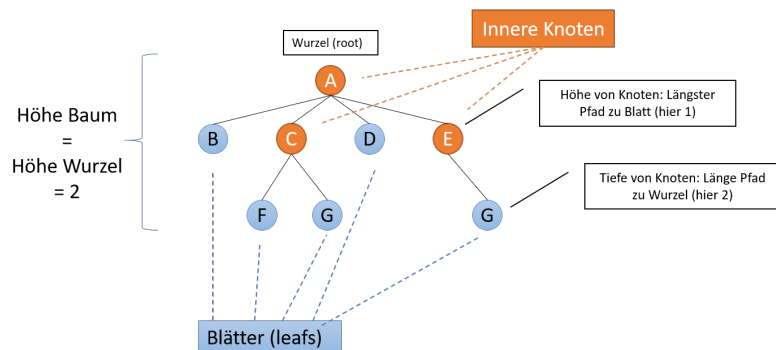 Innere Knoten
Wurzel (root)
A
Höhe Baum
=
Höhe Wurzel
= 2
Höhe von Knoten: Längster
Pfad zu Blatt (hier 1)
B
C
D
E
Tiefe von Knoten: Länge Pfad
zu Wurzel (hier 2)
F
G
G
Blätter (leafs)